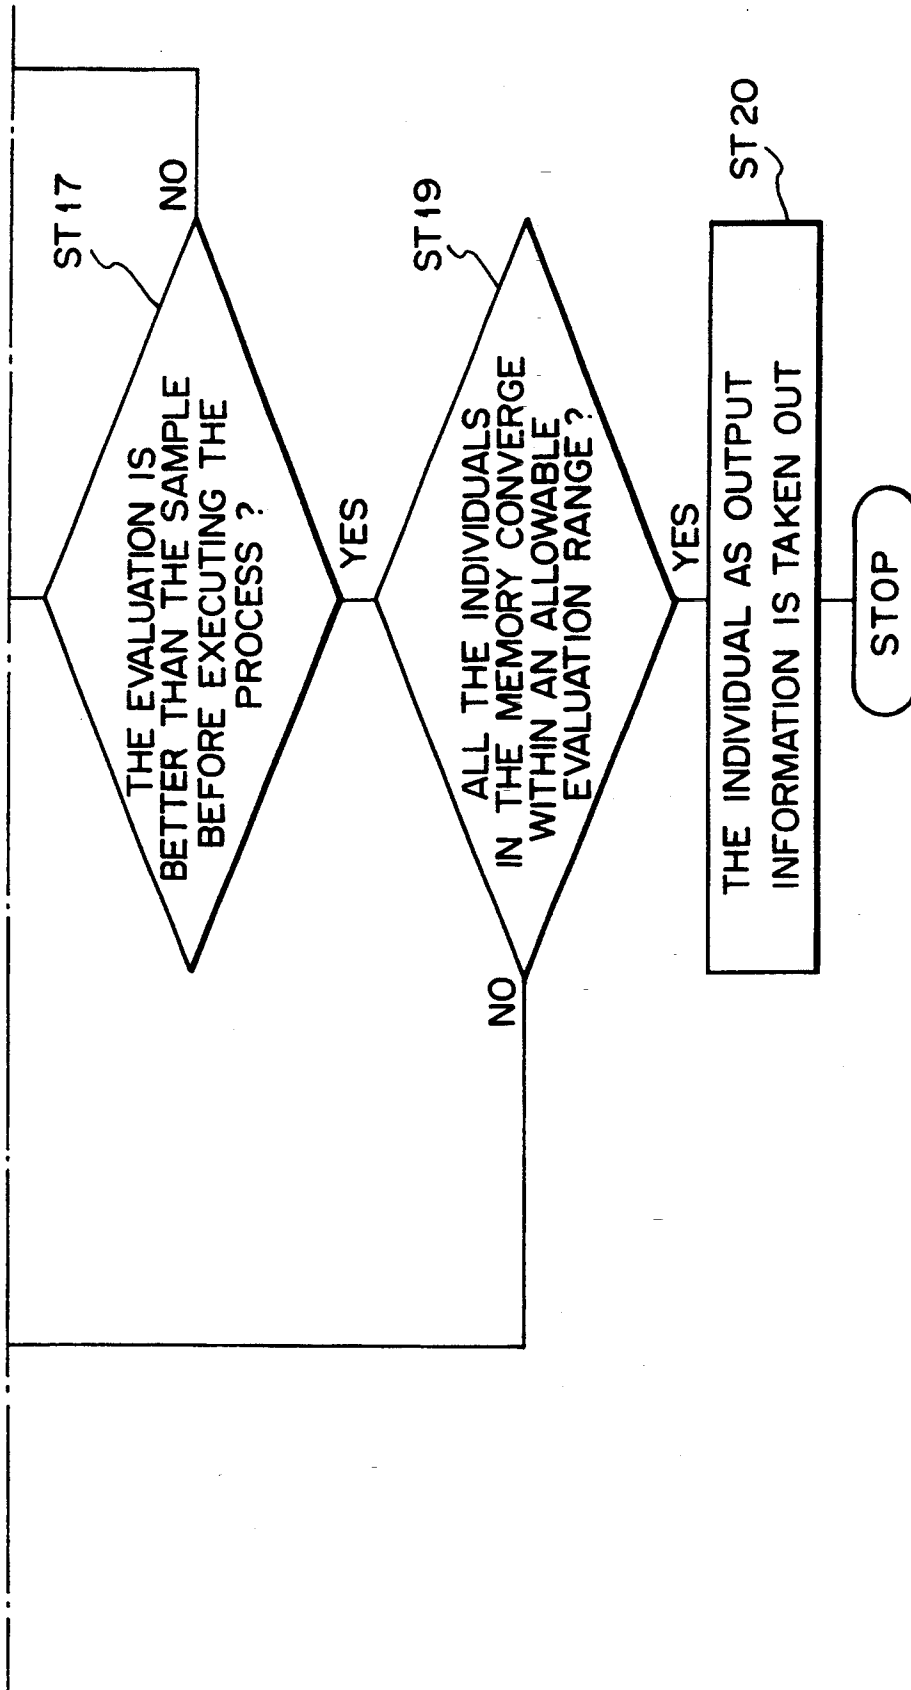 ST17
THE EVALUATION IS
BETTER THAN THE SAMPLE
BEFORE EXECUTING THE
PROCESS ?
NO
YES
ST19
ALL THE INDIVIDUALS
IN THE MEMORY CONVERGE
WITHIN AN ALLOWABLE
EVALUATION RANGE ?
NO
YES
ST20
THE INDIVIDUAL AS OUTPUT
INFORMATION IS TAKEN OUT
STOP